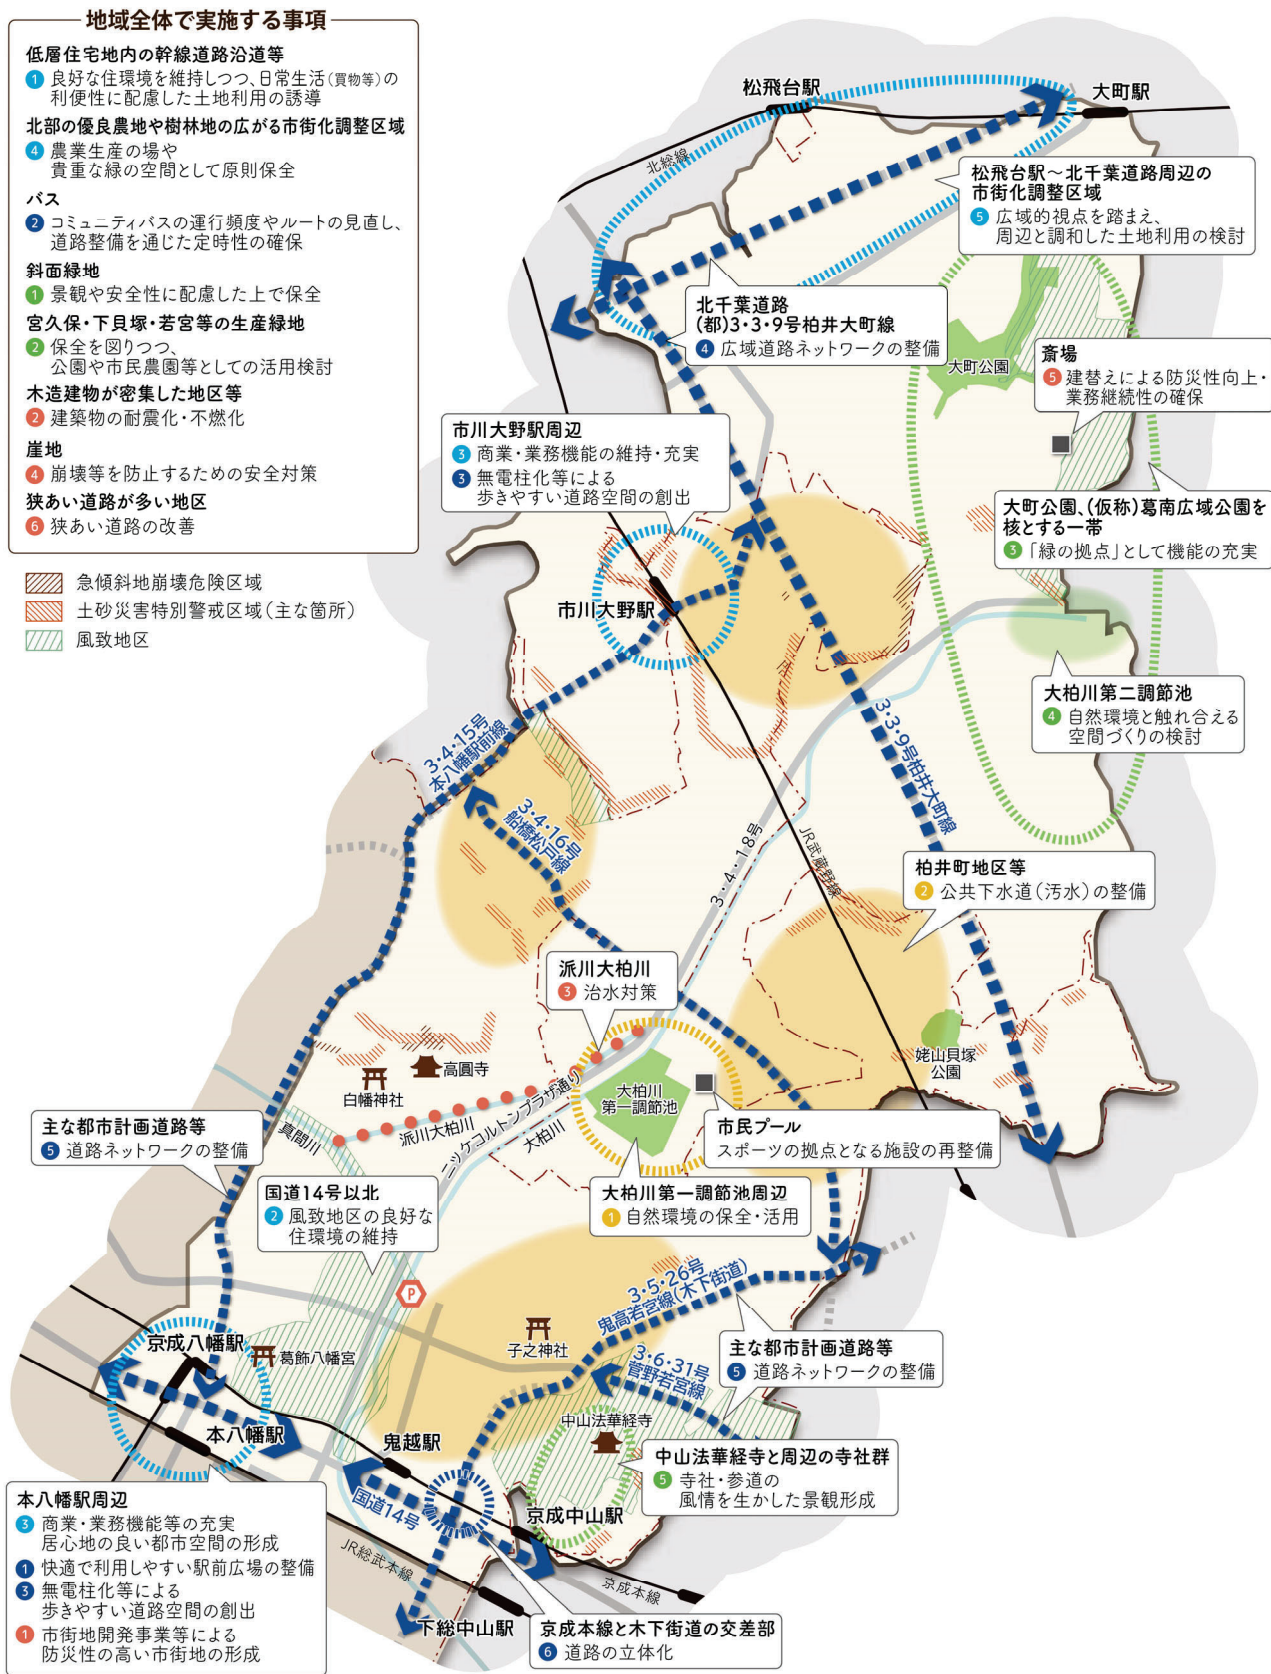 地域全体で実施する事項
低層住宅地内の幹線道路沿道等
1 良好な住環境を維持しつつ、日常生活(買物等)の
利便性に配慮した土地利用の誘導
北部の優良農地や樹林地の広がる市街化調整区域
4 農業生産の場や
貴重な緑の空間として原則保全
バス
2 コミュニティバスの運行頻度やルートの見直し、
道路整備を通じた定時性の確保
斜面緑地
1 景観や安全性に配慮した上で保全
宮久保・下貝塚・若宮等の生産緑地
2 保全を図りつつ、
公園や市民農園等としての活用検討
木造建物が密集した地区等
2 建築物の耐震化・不燃化
崖地
4 崩壊等を防止するための安全対策
狭あい道路が多い地区
6 狭あい道路の改善
急傾斜地崩壊危険区域
土砂災害特別警戒区域(主な箇所)
風致地区
松飛台駅
大町駅
北総線
松飛台駅～北千葉道路周辺の
市街化調整区域
5 広域的視点を踏まえ、
周辺と調和した土地利用の検討
北千葉道路
(都)3・3・9号柏井大町線
4 広域道路ネットワークの整備
大町公園
斎場
5 建替えによる防災性向上・
業務継続性の確保
市川大野駅周辺
3 商業・業務機能の維持・充実
3 無電柱化等による
歩きやすい道路空間の創出
大町公園、(仮称)葛南広域公園を
核とする一帯
3 「緑の拠点」として機能の充実
市川大野駅
大柏川第二調節池
4 自然環境と触れ合える
空間づくりの検討
3・4・15号
本八幡駅前線
3・4・16号
船橋松戸線
3・3・9号柏井大町線
3・4・18号
JR武蔵野線
柏井町地区等
2 公共下水道(汚水)の整備
派川大柏川
3 治水対策
姥山貝塚
公園
高圓寺
白幡神社
大柏川
第一調節池
ニッケコルトンプラザ通り
派川大柏川
大柏川
真間川
市民プール
スポーツの拠点となる施設の再整備
主な都市計画道路等
5 道路ネットワークの整備
国道14号以北
2 風致地区の良好な
住環境の維持
大柏川第一調節池周辺
1 自然環境の保全・活用
P
3・5・26号
鬼高若宮線(木下街道)
子之神社
3・6・31号
菅野若宮線
主な都市計画道路等
5 道路ネットワークの整備
京成八幡駅
葛飾八幡宮
本八幡駅
鬼越駅
中山法華経寺
中山法華経寺と周辺の寺社群
5 寺社・参道の
風情を生かした景観形成
国道14号
京成中山駅
JR総武本線
京成本線
下総中山駅
本八幡駅周辺
3 商業・業務機能等の充実
居心地の良い都市空間の形成
1 快適で利用しやすい駅前広場の整備
3 無電柱化等による
歩きやすい道路空間の創出
1 市街地開発事業等による
防災性の高い市街地の形成
京成本線と木下街道の交差部
6 道路の立体化